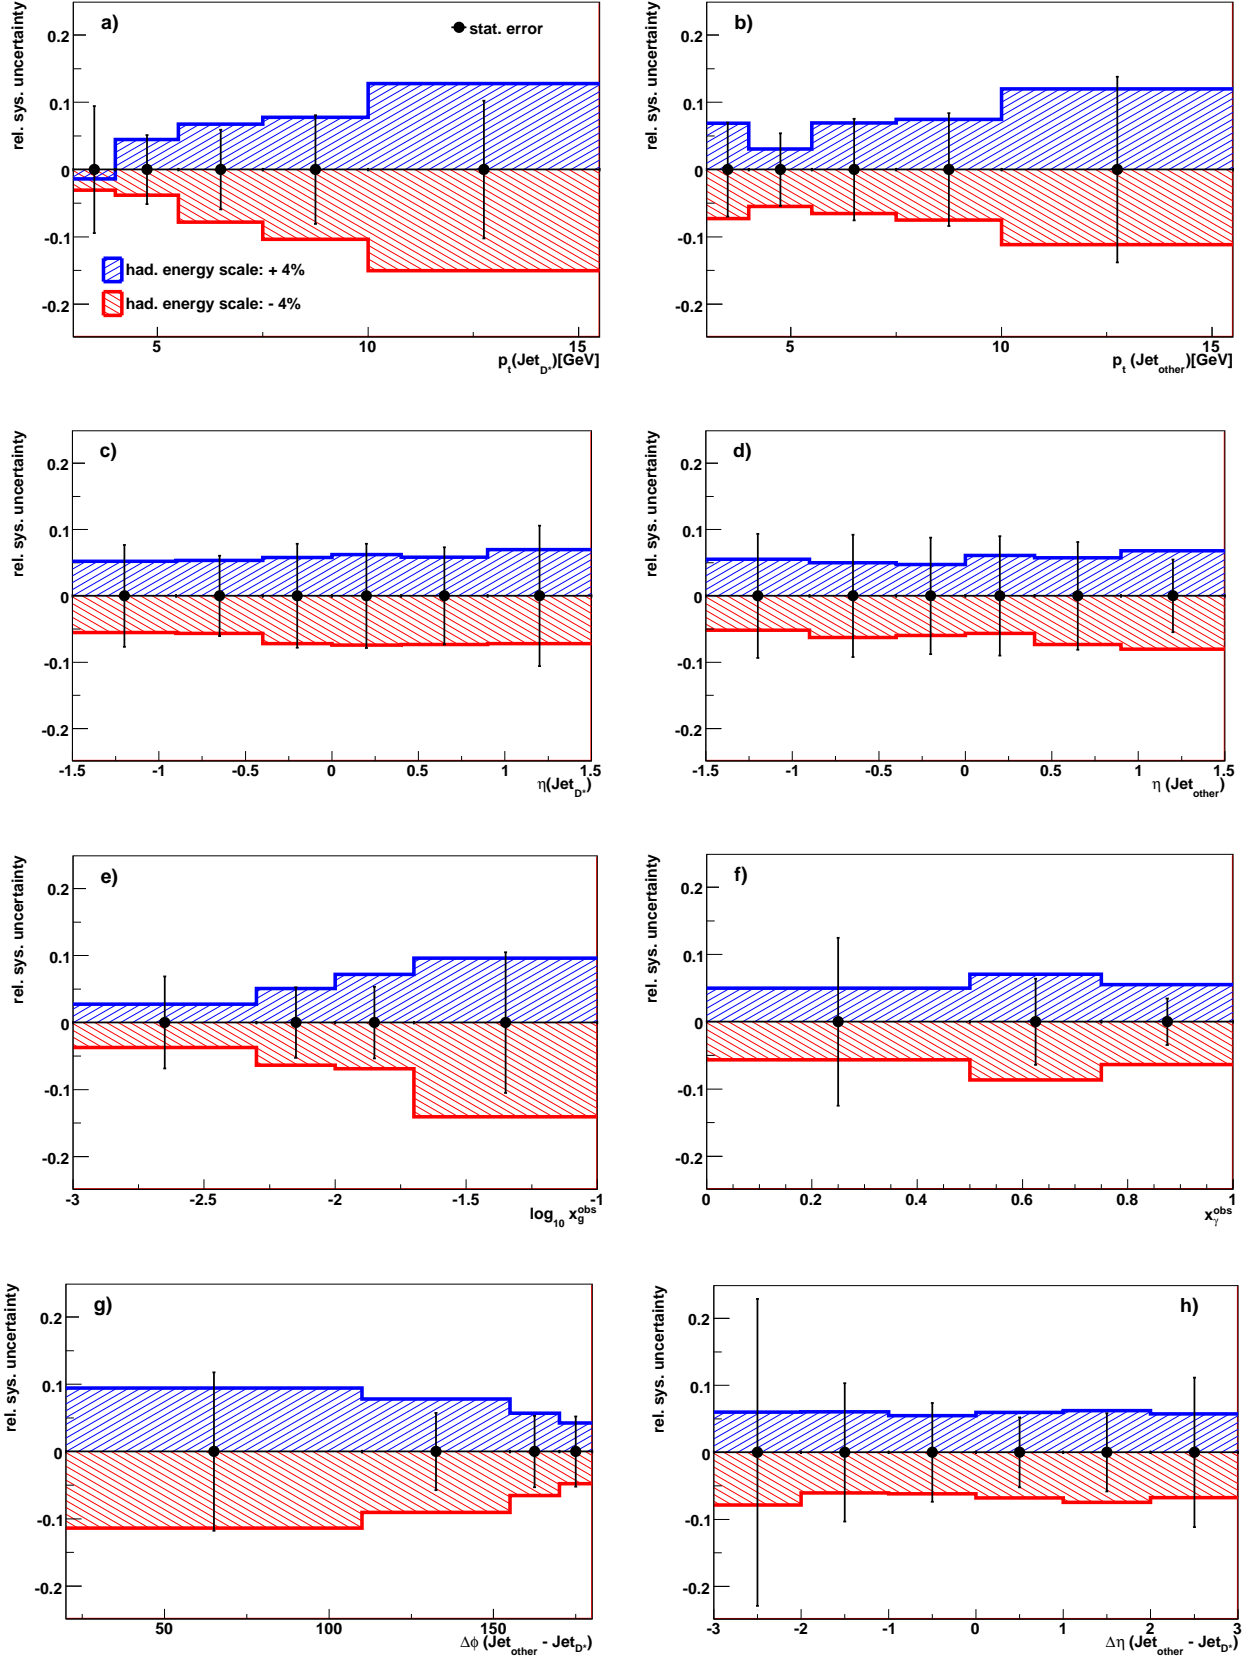 a)
stat. error
rel. sys. uncertainty
0.2
0.1
0
-0.1
-0.2
had. energy scale: + 4%
had. energy scale: - 4%
5 10 15
p_t(Jet_D*)[GeV]
b)
rel. sys. uncertainty
0.2
0.1
0
-0.1
-0.2
5 10 15
p_t (Jet_other)[GeV]
c)
rel. sys. uncertainty
0.2
0.1
0
-0.1
-0.2
-1.5 -1 -0.5 0 0.5 1 1.5
η(Jet_D*)
d)
rel. sys. uncertainty
0.2
0.1
0
-0.1
-0.2
-1.5 -1 -0.5 0 0.5 1 1.5
η (Jet_other)
e)
rel. sys. uncertainty
0.2
0.1
0
-0.1
-0.2
-3 -2.5 -2 -1.5 -1
log_10 x_g^obs
f)
rel. sys. uncertainty
0.2
0.1
0
-0.1
-0.2
0 0.2 0.4 0.6 0.8 1
x_γ^obs
g)
rel. sys. uncertainty
0.2
0.1
0
-0.1
-0.2
50 100 150
Δϕ (Jet_other - Jet_D*)
h)
rel. sys. uncertainty
0.2
0.1
0
-0.1
-0.2
-3 -2 -1 0 1 2 3
Δη (Jet_other - Jet_D*)